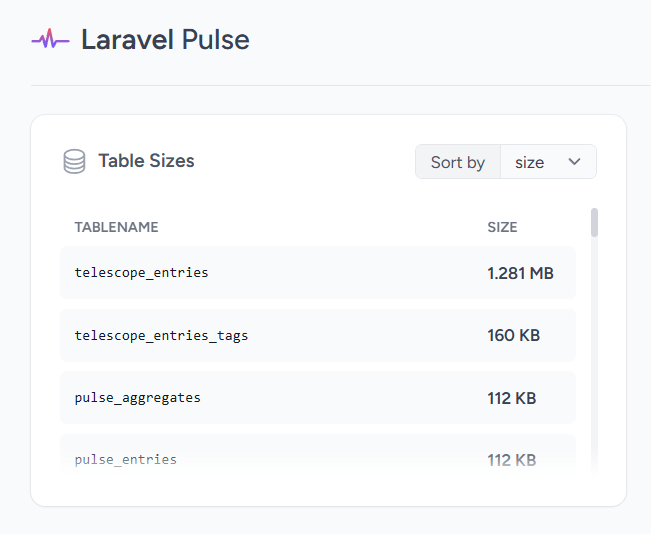 Laravel Pulse
Table Sizes
Sort by size
TABLENAME SIZE
telescope_entries 1.281 MB
telescope_entries_tags 160 KB
pulse_aggregates 112 KB
pulse_entries 112 KB